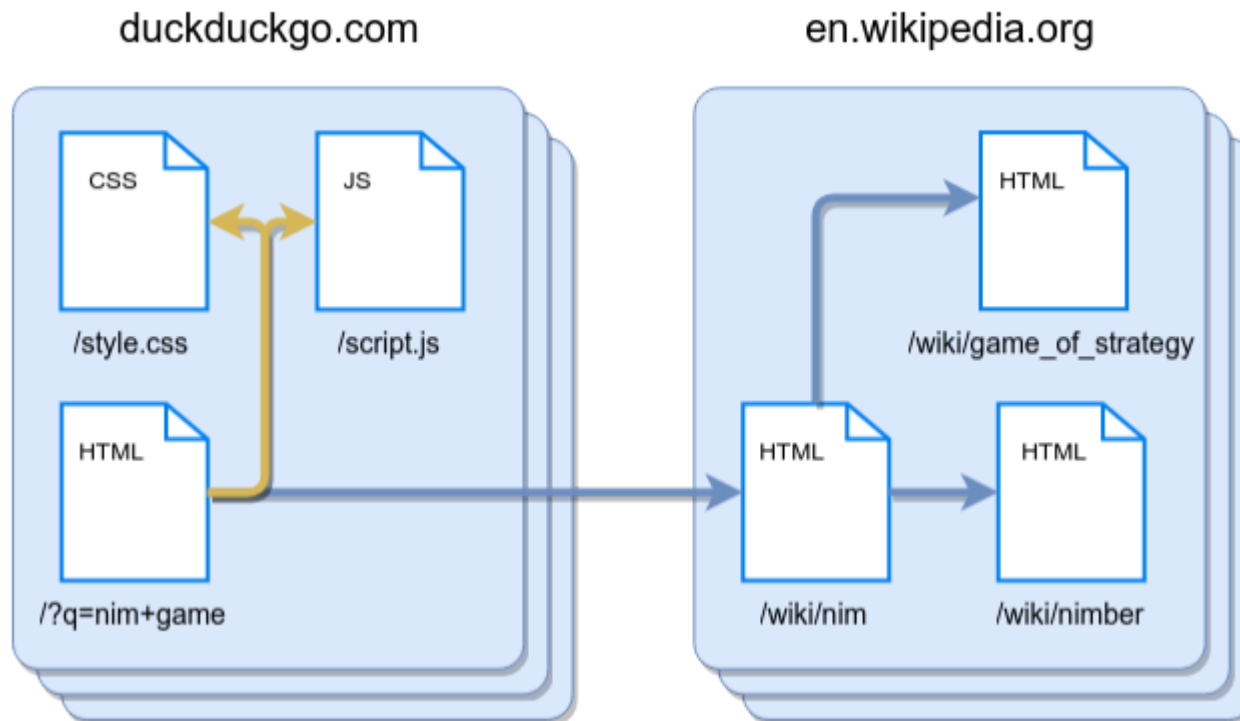 duckduckgo.com
en.wikipedia.org
CSS
JS
HTML
/style.css
/script.js
/wiki/game_of_strategy
HTML
HTML
HTML
/?q=nim+game
/wiki/nim
/wiki/nimber